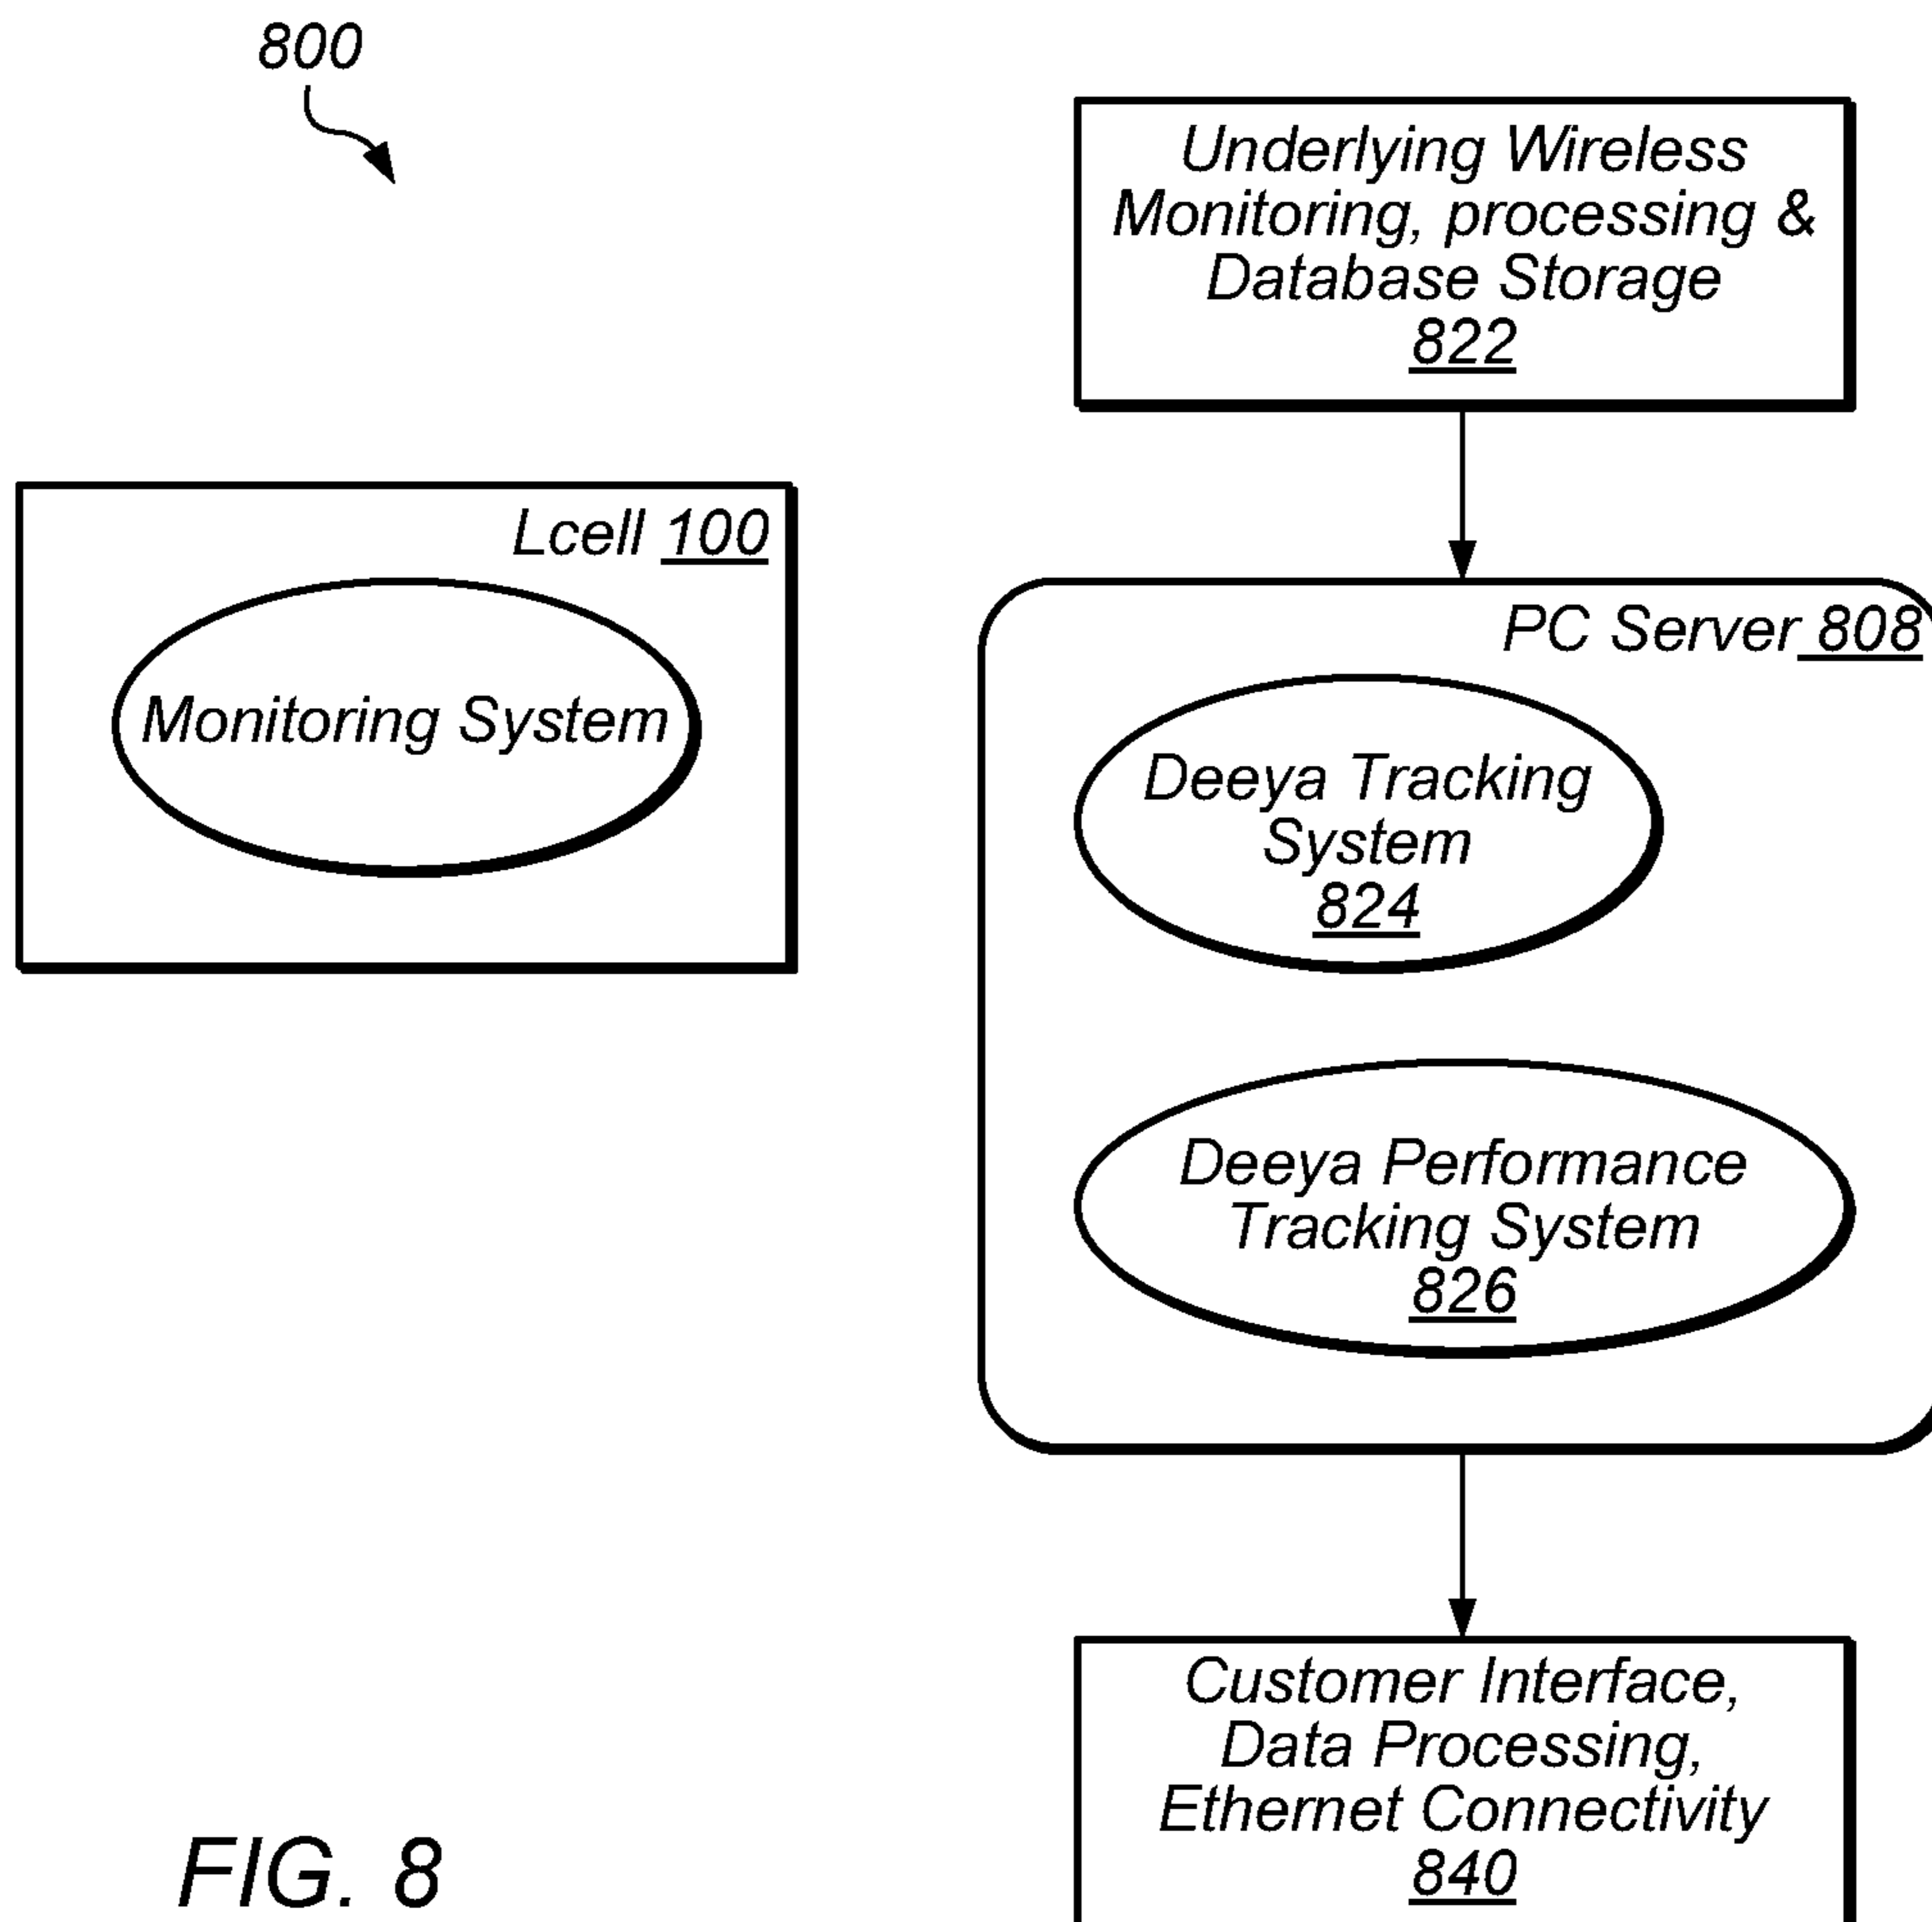 800
Underlying Wireless
Monitoring, processing &
Database Storage
822
Lcell 100
Monitoring System
PC Server 808
Deeya Tracking
System
824
Deeya Performance
Tracking System
826
Customer Interface,
Data Processing,
Ethernet Connectivity
840
FIG. 8